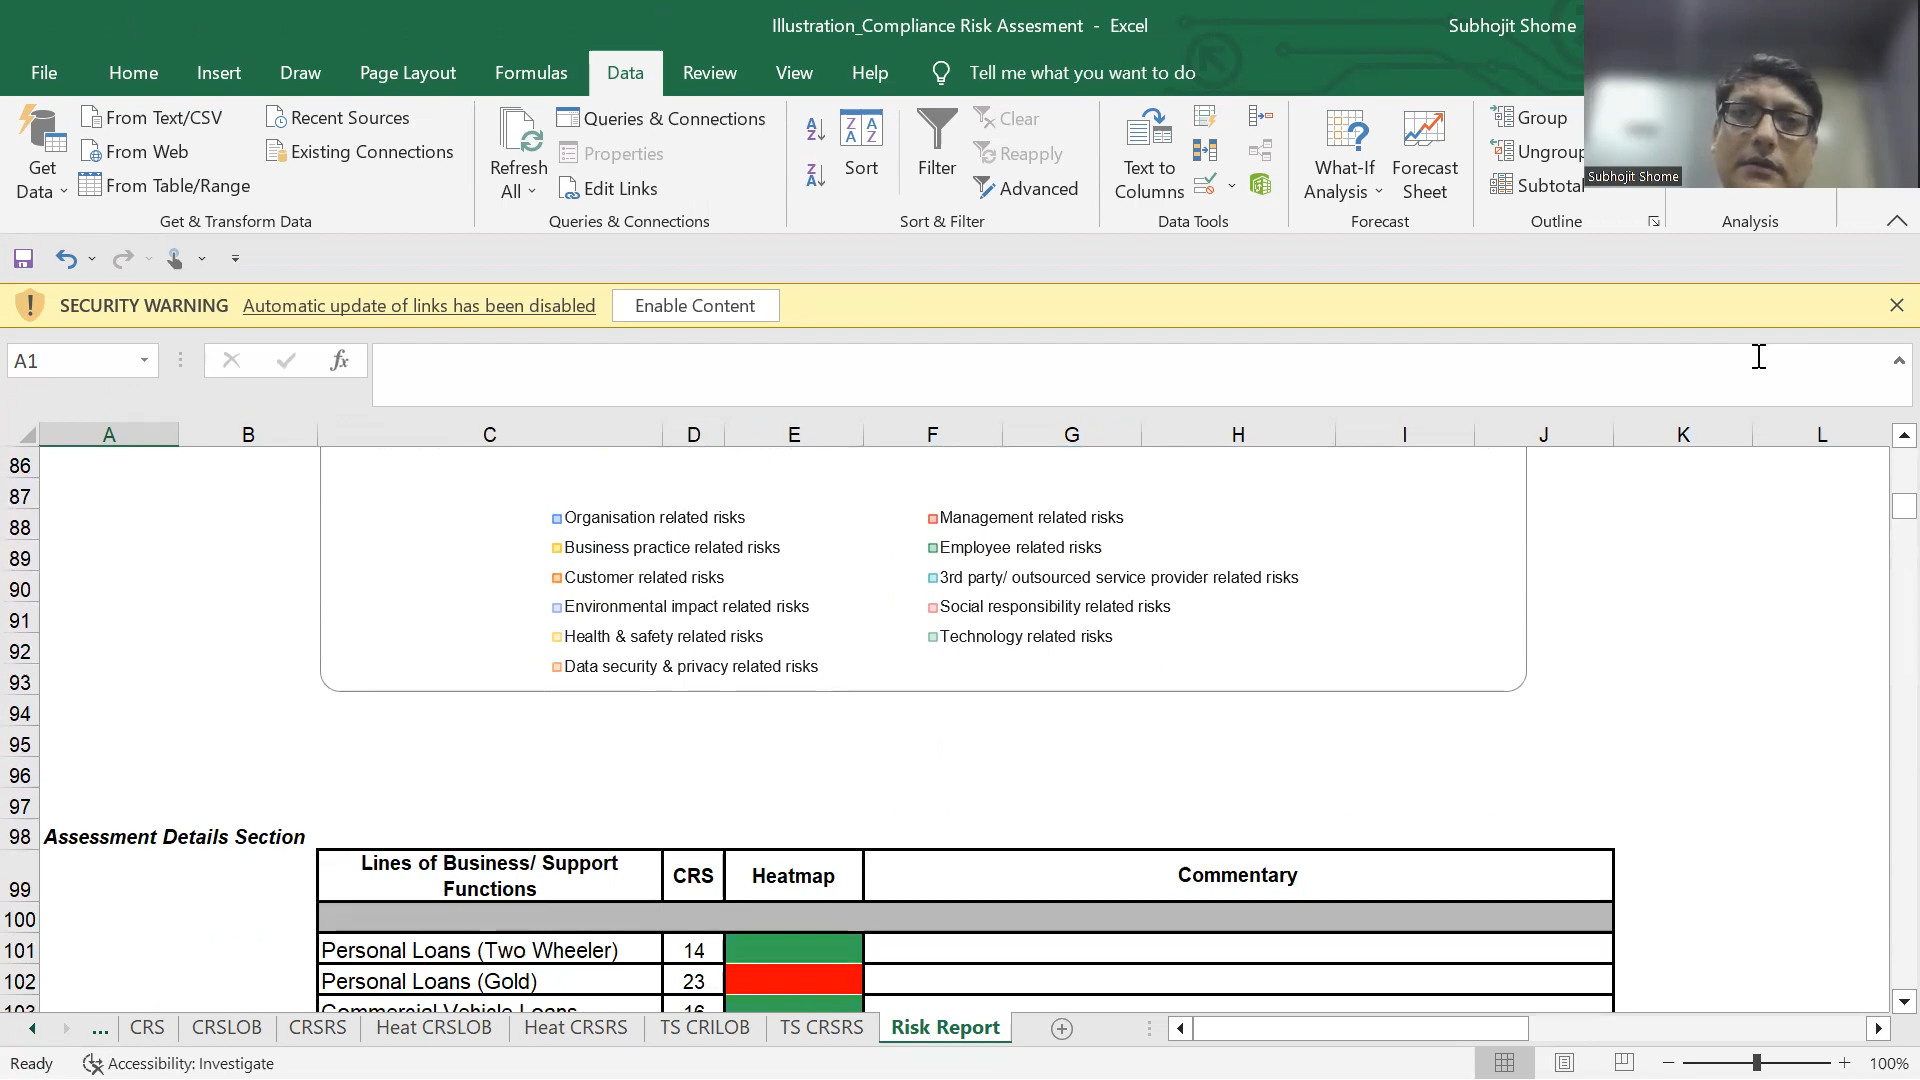 Illustration_Compliance Risk Assesment - Excel
Subhojit Shome
File Home Insert Draw Page Layout Formulas Data Review View Help Tell me what you want to do
Get Data
From Text/CSV
From Web
From Table/Range
Recent Sources
Existing Connections
Get & Transform Data
Refresh All
Queries & Connections
Properties
Edit Links
Queries & Connections
Sort
Filter
Clear
Reapply
Advanced
Sort & Filter
Text to Columns
Data Tools
What-If Analysis
Forecast Sheet
Forecast
Group
Ungroup
Subtotal
Outline
Analysis
Subhojit Shome
SECURITY WARNING Automatic update of links has been disabled Enable Content
A1 fx
A B C D E F G H I J K L
86
87
88 Organisation related risks Management related risks
89 Business practice related risks Employee related risks
90 Customer related risks 3rd party/ outsourced service provider related risks
91 Environmental impact related risks Social responsibility related risks
92 Health & safety related risks Technology related risks
93 Data security & privacy related risks
94
95
96
97
98 Assessment Details Section
99 Lines of Business/ Support Functions CRS Heatmap Commentary
100
101 Personal Loans (Two Wheeler) 14
102 Personal Loans (Gold) 23
103 Commercial Vehicle Loans 16
... CRS CRSLOB CRSRS Heat CRSLOB Heat CRSRS TS CRILOB TS CRSRS Risk Report
Ready Accessibility: Investigate 100%